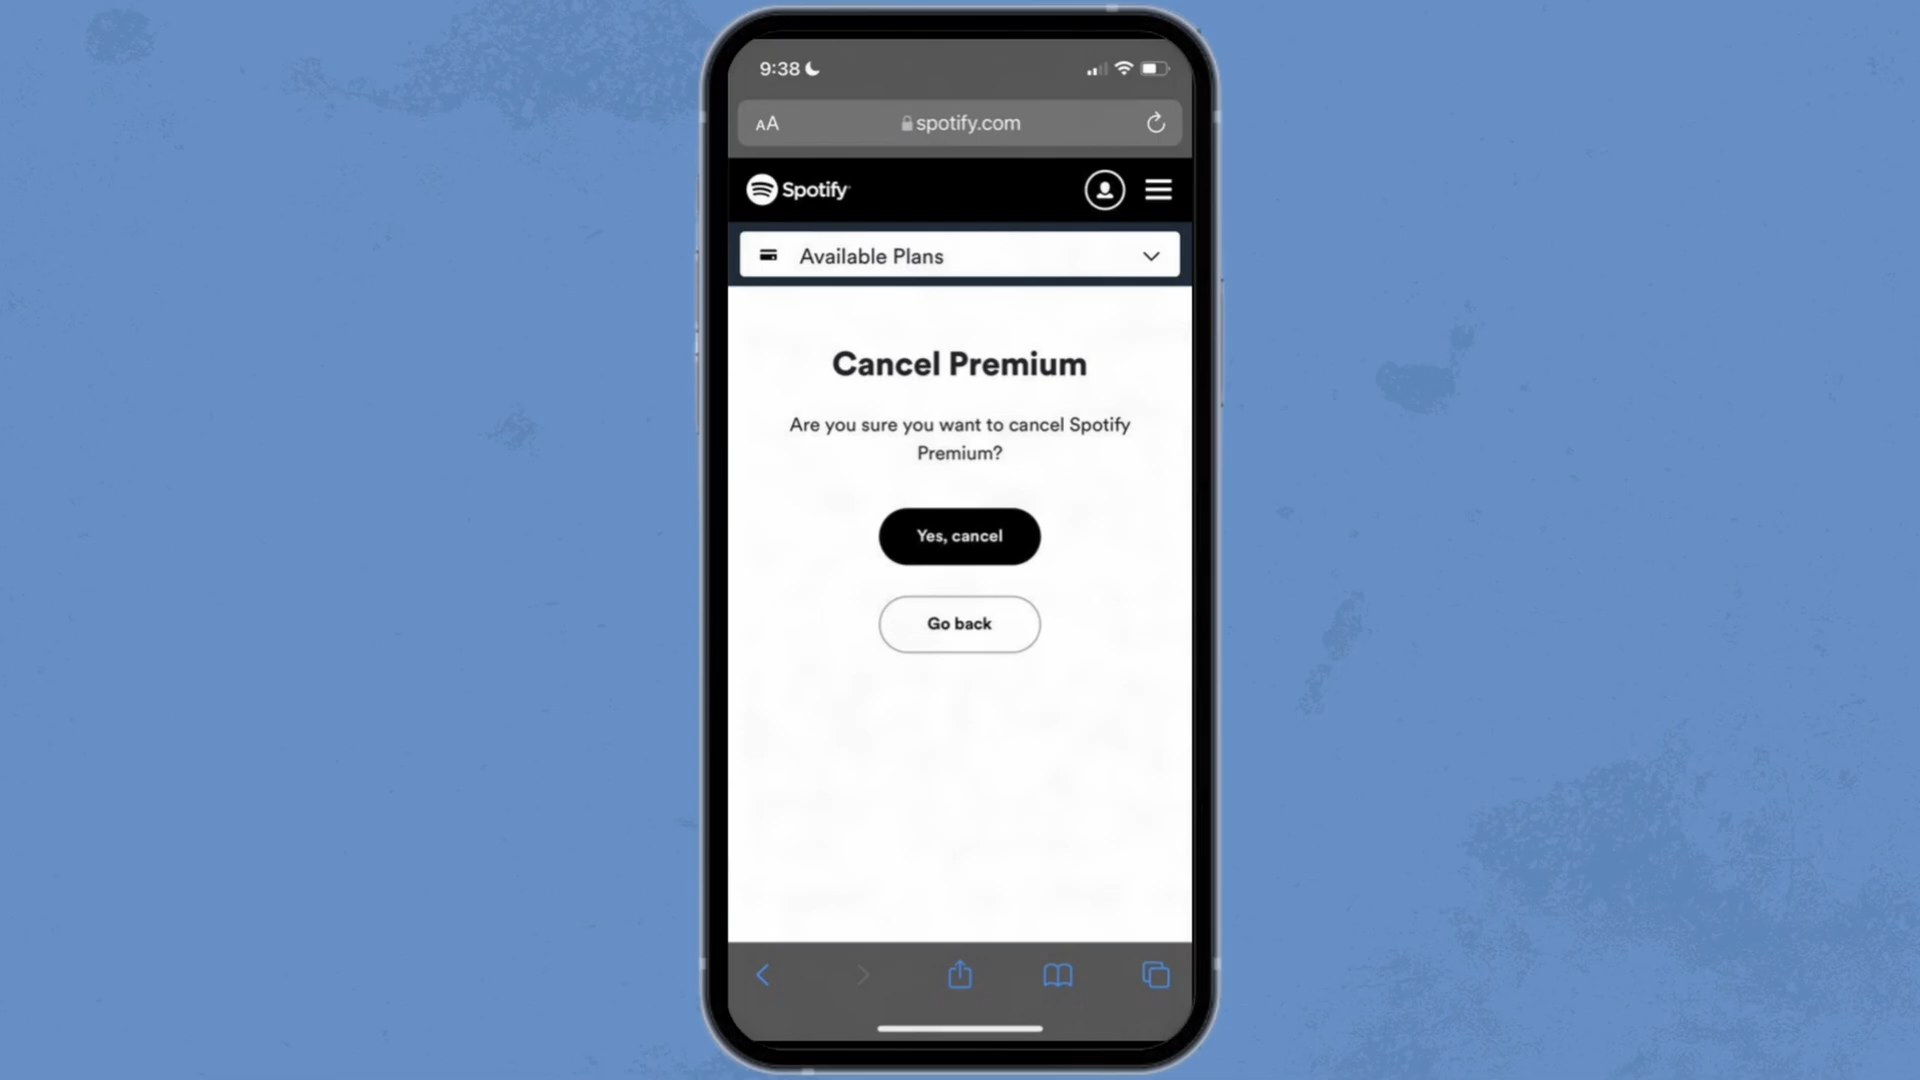 9:38
AA spotify.com
Spotify
Available Plans
Cancel Premium
Are you sure you want to cancel Spotify
Premium?
Yes, cancel
Go back